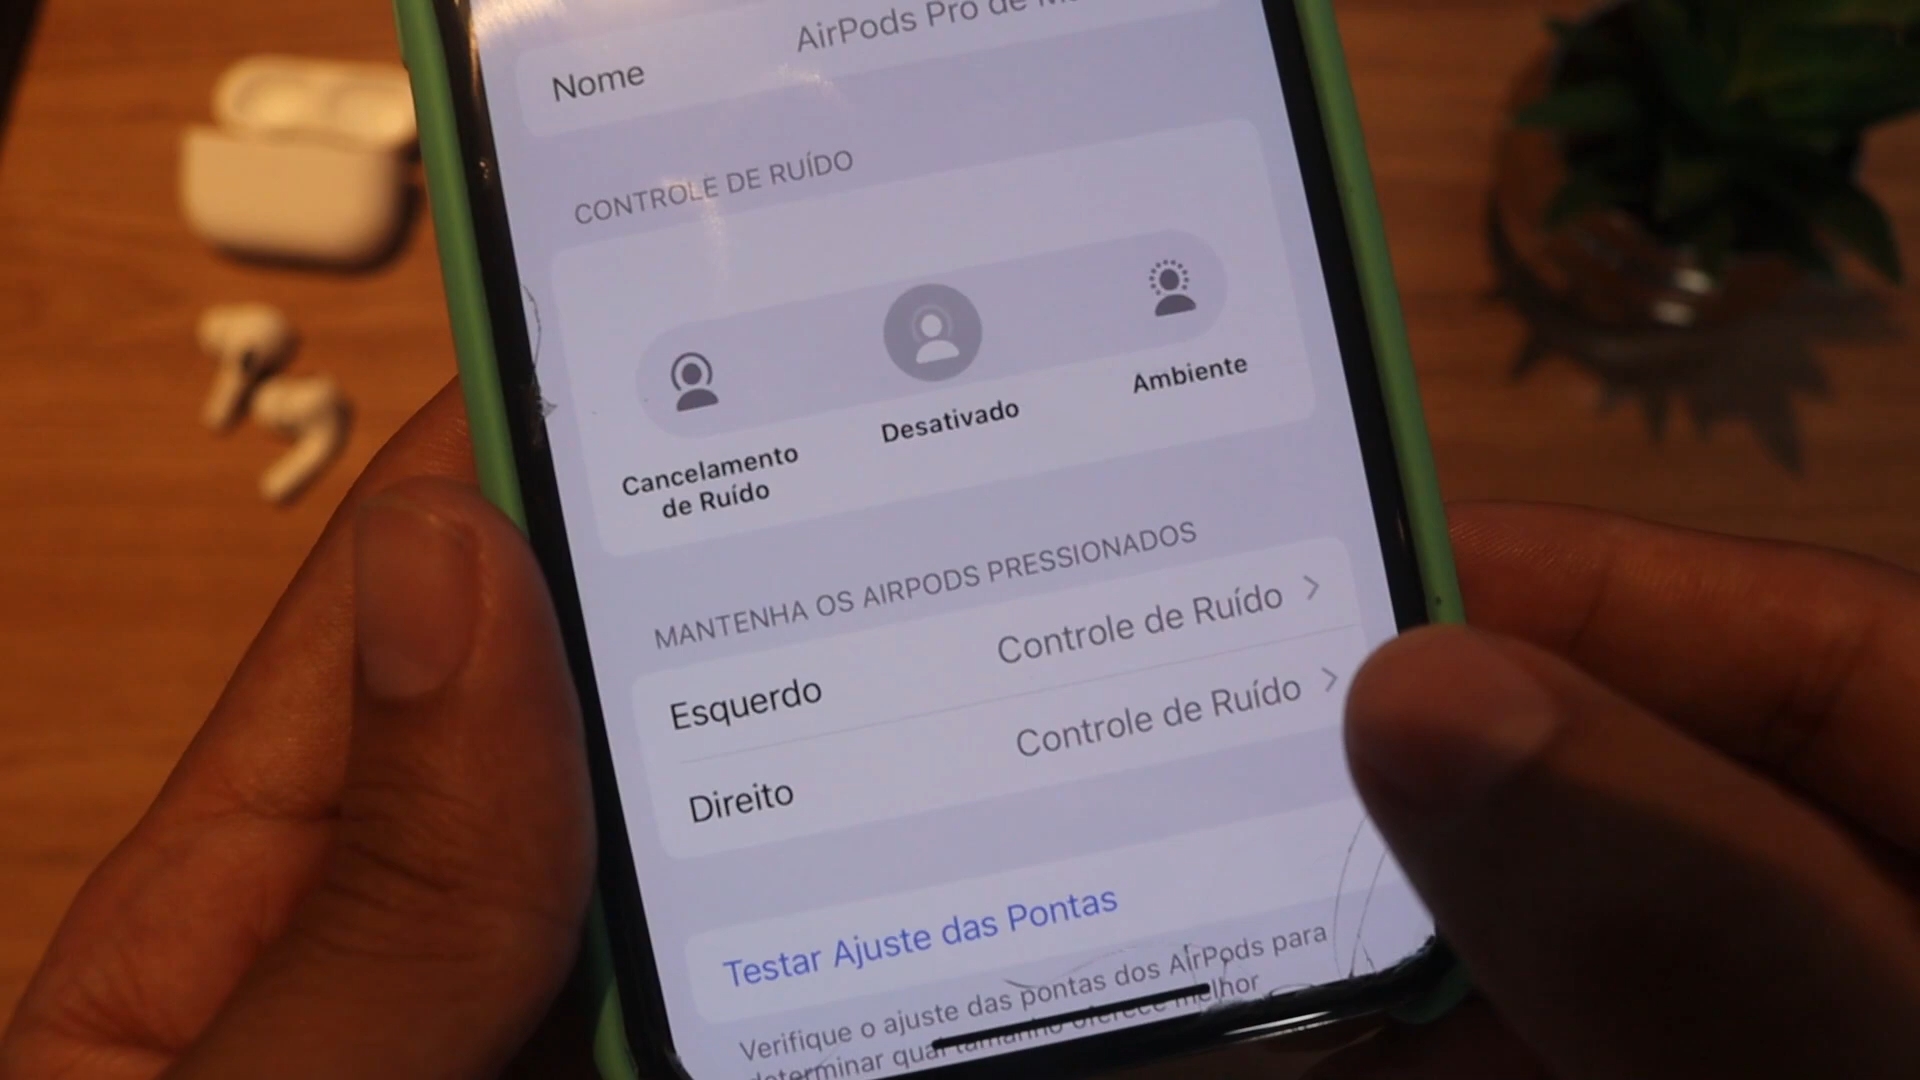 AirPods Pro de
Nome
CONTROLE DE RUÍDO
Cancelamento
de Ruído
Desativado
Ambiente
MANTENHA OS AIRPODS PRESSIONADOS
Esquerdo Controle de Ruído
Direito Controle de Ruído
Testar Ajuste das Pontas
Verifique o ajuste das pontas dos AirPods para
determinar qual tamanho oferece melhor